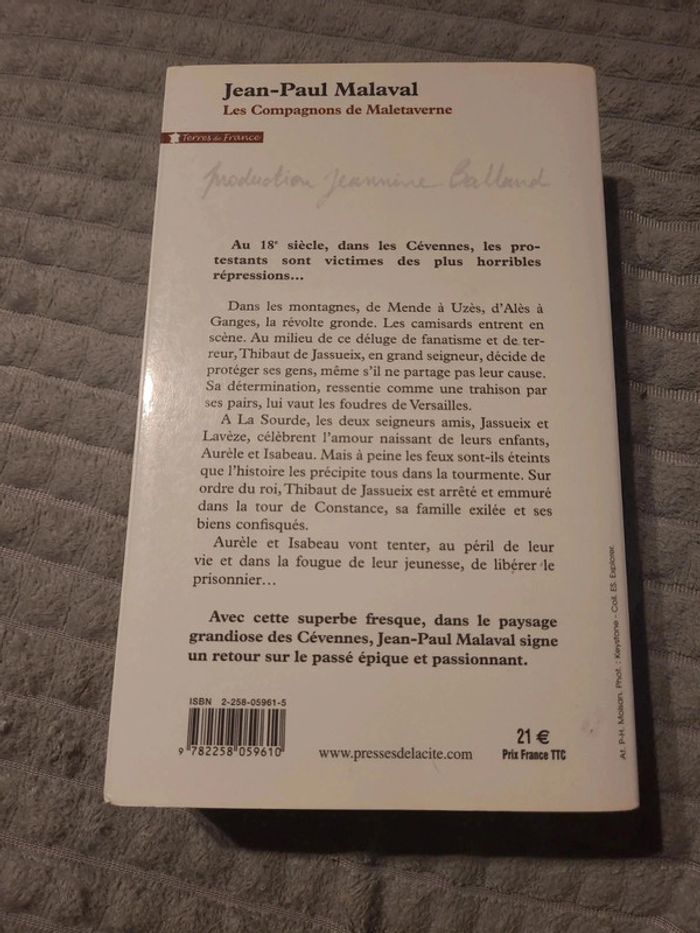 Jean-Paul Malaval
Les Compagnons de Maletaverne
Terres de France
production Jeannine Balland
Au 18e siècle, dans les Cévennes, les pro-
testants sont victimes des plus horribles
répressions...
Dans les montagnes, de Mende à Uzès, d'Alès à
Ganges, la révolte gronde. Les camisards entrent en
scène. Au milieu de ce déluge de fanatisme et de ter-
reur, Thibaut de Jassueix, en grand seigneur, décide de
protéger ses gens, même s'il ne partage pas leur cause.
Sa détermination, ressentie comme une trahison par
ses pairs, lui vaut les foudres de Versailles.
A La Sourde, les deux seigneurs amis, Jassueix et
Lavèze, célèbrent l'amour naissant de leurs enfants,
Aurèle et Isabeau. Mais à peine les feux sont-ils éteints
que l'histoire les précipite tous dans la tourmente. Sur
ordre du roi, Thibaut de Jassueix est arrêté et emmuré
dans la tour de Constance, sa famille exilée et ses
biens confisqués.
Aurèle et Isabeau vont tenter, au péril de leur
vie et dans la fougue de leur jeunesse, de libérer le
prisonnier...
Avec cette superbe fresque, dans le paysage
grandiose des Cévennes, Jean-Paul Malaval signe
un retour sur le passé épique et passionnant.
ISBN 2-258-05961-5
9 782258 059610
www.pressesdelacite.com
21 €
Prix France TTC
At. P-H. Moisan. Phot. : Keystone - Coll. ES. Explorer.